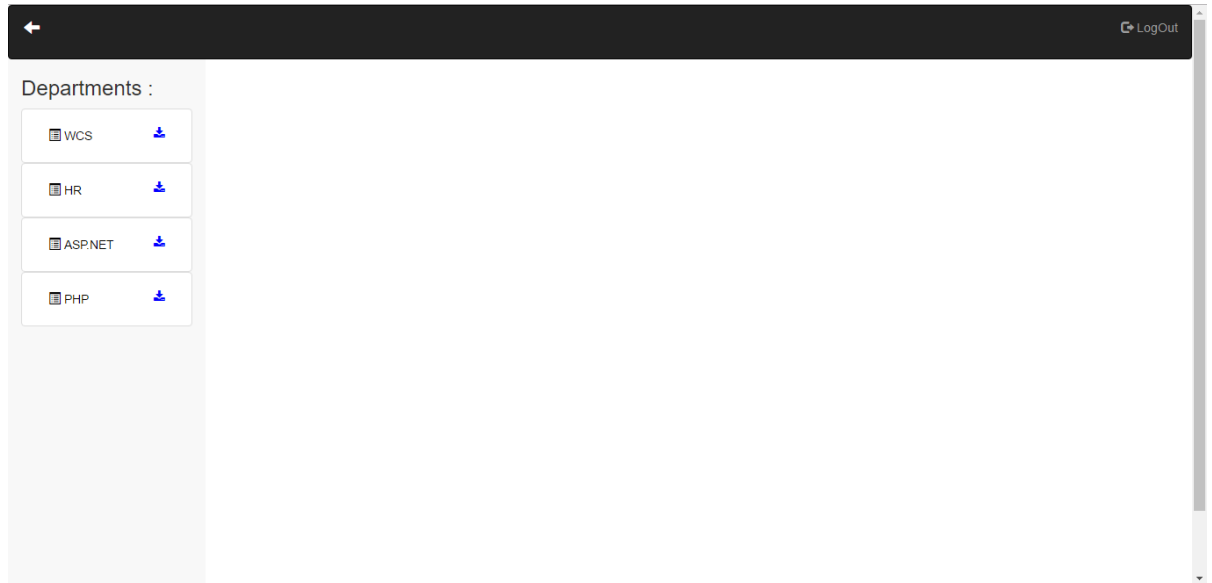 LogOut
Departments :
WCS
HR
ASP.NET
PHP